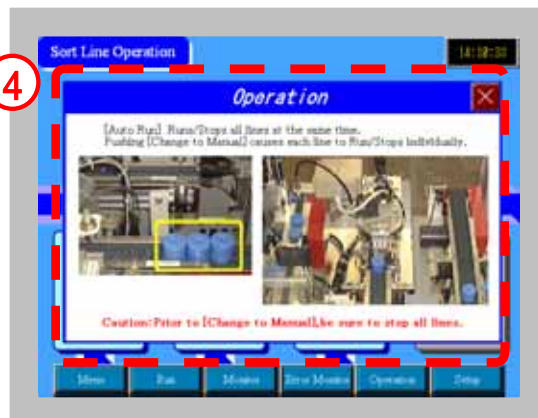 Sort Line Operation
14:18:38
4
Operation
[Auto Run] Runs/Stops all lines at the same time.
Pushing [Change to Manual] causes each line to Run/Stops individually.
Caution:Prior to [Change to Manual],be sure to stop all lines.
Menu Run Monitor Error Monitor Operation Setup